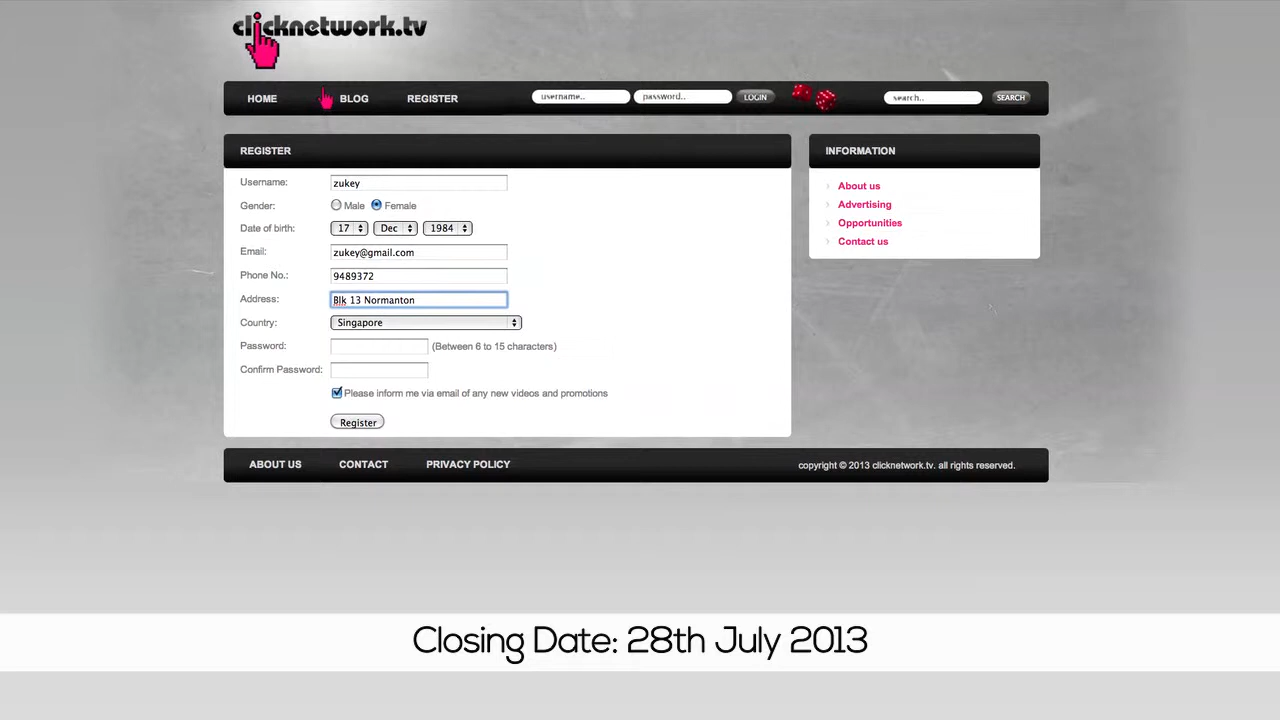 clicknetwork.tv
HOME BLOG REGISTER username.. password.. LOGIN search.. SEARCH
REGISTER
Username: zukey
Gender: Male Female
Date of birth: 17 Dec 1984
Email: zukey@gmail.com
Phone No.: 9489372
Address: Blk 13 Normanton
Country: Singapore
Password: (Between 6 to 15 characters)
Confirm Password:
Please inform me via email of any new videos and promotions
Register
INFORMATION
About us
Advertising
Opportunities
Contact us
ABOUT US CONTACT PRIVACY POLICY copyright © 2013 clicknetwork.tv. all rights reserved.
Closing Date: 28th July 2013